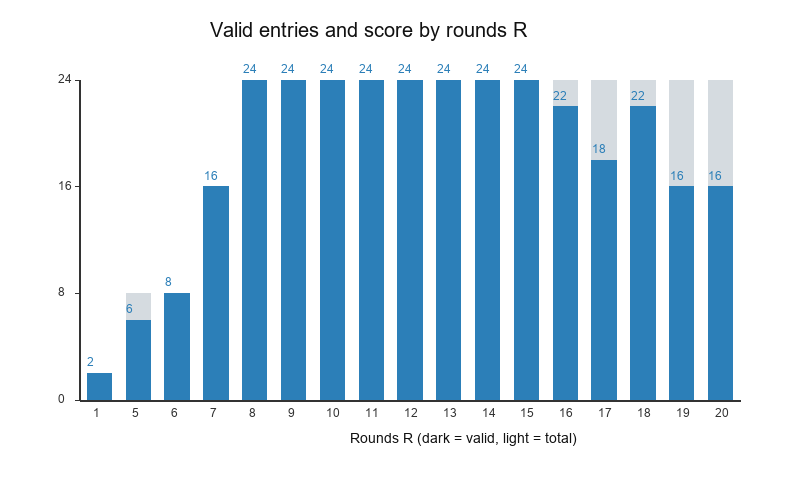 Valid entries and score by rounds R
24 24 24 24 24 24 24 24
24
22 22
18
16 16 16 16
8
8
6
2
0
1 5 6 7 8 9 10 11 12 13 14 15 16 17 18 19 20
Rounds R (dark = valid, light = total)